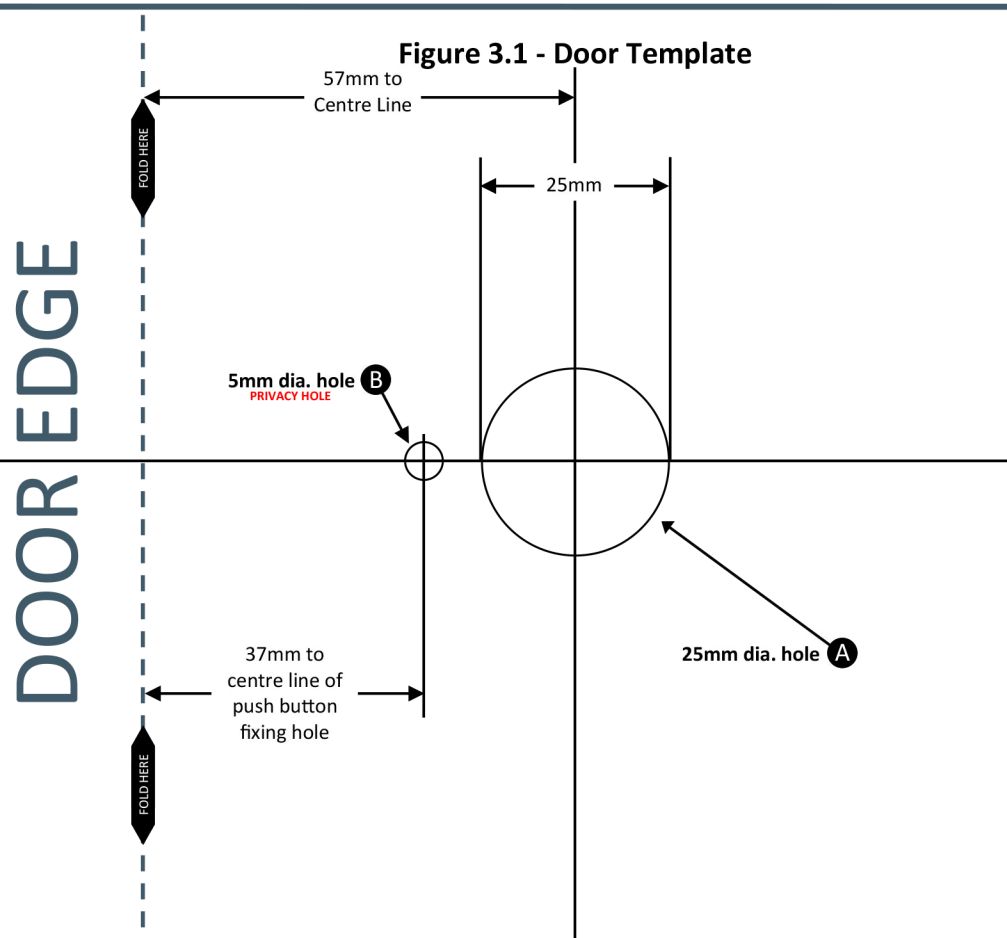 Figure 3.1 - Door Template
57mm to
Centre Line
FOLD HERE
25mm
DOOR EDGE
5mm dia. hole B
PRIVACY HOLE
25mm dia. hole A
37mm to
centre line of
push button
fixing hole
FOLD HERE